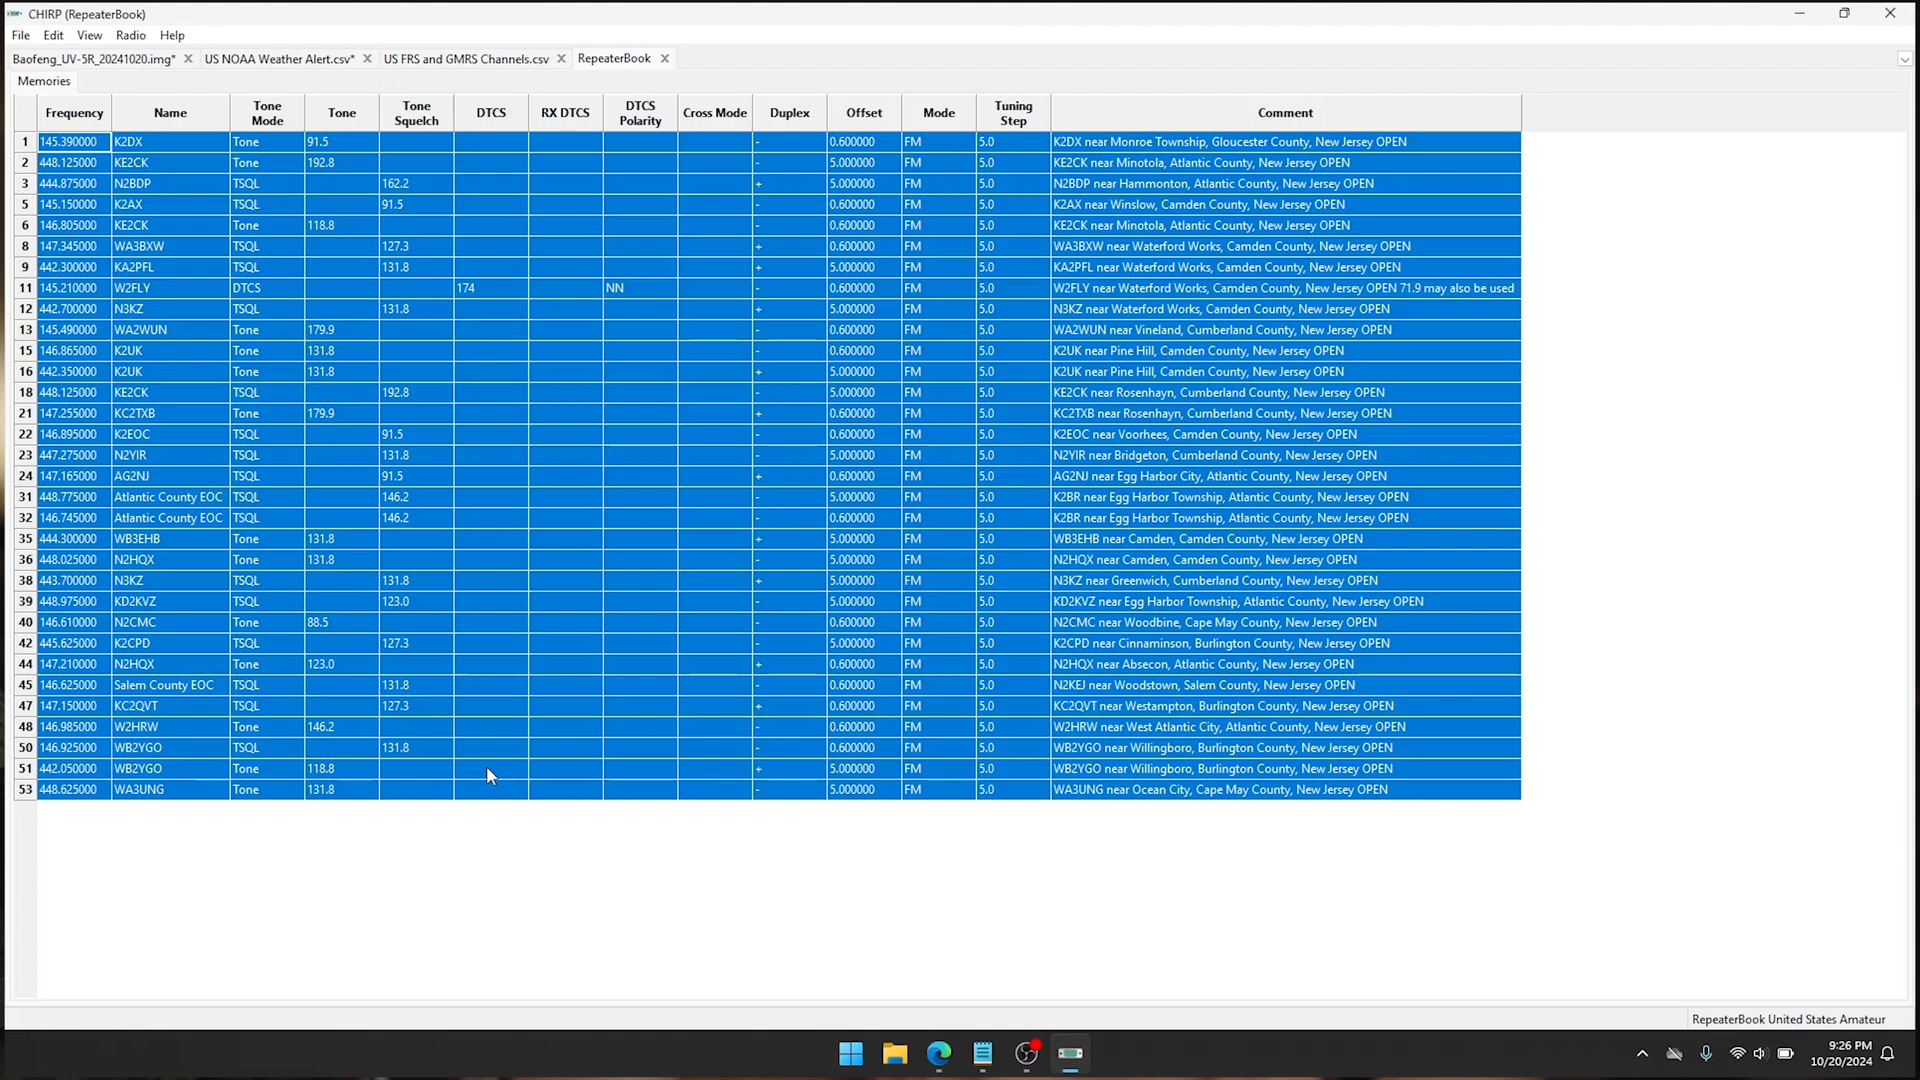 CHIRP (RepeaterBook)
File Edit View Radio Help
Baofeng_UV-5R_20241020.img* US NOAA Weather Alert.csv* US FRS and GMRS Channels.csv RepeaterBook
Memories
Frequency Name Tone Mode Tone Tone Squelch DTCS RX DTCS DTCS Polarity Cross Mode Duplex Offset Mode Tuning Step Comment
1 145.390000 K2DX Tone 91.5 - 0.600000 FM 5.0 K2DX near Monroe Township, Gloucester County, New Jersey OPEN
2 448.125000 KE2CK Tone 192.8 - 5.000000 FM 5.0 KE2CK near Minotola, Atlantic County, New Jersey OPEN
3 444.875000 N2BDP TSQL 162.2 + 5.000000 FM 5.0 N2BDP near Hammonton, Atlantic County, New Jersey OPEN
5 145.150000 K2AX TSQL 91.5 - 0.600000 FM 5.0 K2AX near Winslow, Camden County, New Jersey OPEN
6 146.805000 KE2CK Tone 118.8 - 0.600000 FM 5.0 KE2CK near Minotola, Atlantic County, New Jersey OPEN
8 147.345000 WA3BXW TSQL 127.3 + 0.600000 FM 5.0 WA3BXW near Waterford Works, Camden County, New Jersey OPEN
9 442.300000 KA2PFL TSQL 131.8 + 5.000000 FM 5.0 KA2PFL near Waterford Works, Camden County, New Jersey OPEN
11 145.210000 W2FLY DTCS 174 NN - 0.600000 FM 5.0 W2FLY near Waterford Works, Camden County, New Jersey OPEN 71.9 may also be used
12 442.700000 N3KZ TSQL 131.8 + 5.000000 FM 5.0 N3KZ near Waterford Works, Camden County, New Jersey OPEN
13 145.490000 WA2WUN Tone 179.9 - 0.600000 FM 5.0 WA2WUN near Vineland, Cumberland County, New Jersey OPEN
15 146.865000 K2UK Tone 131.8 - 0.600000 FM 5.0 K2UK near Pine Hill, Camden County, New Jersey OPEN
16 442.350000 K2UK Tone 131.8 + 5.000000 FM 5.0 K2UK near Pine Hill, Camden County, New Jersey OPEN
18 448.125000 KE2CK TSQL 192.8 - 5.000000 FM 5.0 KE2CK near Rosenhayn, Cumberland County, New Jersey OPEN
21 147.255000 KC2TXB Tone 179.9 + 0.600000 FM 5.0 KC2TXB near Rosenhayn, Cumberland County, New Jersey OPEN
22 146.895000 K2EOC TSQL 91.5 - 0.600000 FM 5.0 K2EOC near Voorhees, Camden County, New Jersey OPEN
23 447.275000 N2YIR TSQL 131.8 - 5.000000 FM 5.0 N2YIR near Bridgeton, Cumberland County, New Jersey OPEN
24 147.165000 AG2NJ TSQL 91.5 + 0.600000 FM 5.0 AG2NJ near Egg Harbor City, Atlantic County, New Jersey OPEN
31 448.775000 Atlantic County EOC TSQL 146.2 - 5.000000 FM 5.0 K2BR near Egg Harbor Township, Atlantic County, New Jersey OPEN
32 146.745000 Atlantic County EOC TSQL 146.2 - 0.600000 FM 5.0 K2BR near Egg Harbor Township, Atlantic County, New Jersey OPEN
35 444.300000 WB3EHB Tone 131.8 + 5.000000 FM 5.0 WB3EHB near Camden, Camden County, New Jersey OPEN
36 448.025000 N2HQX Tone 131.8 - 5.000000 FM 5.0 N2HQX near Camden, Camden County, New Jersey OPEN
38 443.700000 N3KZ TSQL 131.8 + 5.000000 FM 5.0 N3KZ near Greenwich, Cumberland County, New Jersey OPEN
39 448.975000 KD2KVZ TSQL 123.0 - 5.000000 FM 5.0 KD2KVZ near Egg Harbor Township, Atlantic County, New Jersey OPEN
40 146.610000 N2CMC Tone 88.5 - 0.600000 FM 5.0 N2CMC near Woodbine, Cape May County, New Jersey OPEN
42 445.625000 K2CPD TSQL 127.3 - 5.000000 FM 5.0 K2CPD near Cinnaminson, Burlington County, New Jersey OPEN
44 147.210000 N2HQX Tone 123.0 + 0.600000 FM 5.0 N2HQX near Absecon, Atlantic County, New Jersey OPEN
45 146.625000 Salem County EOC TSQL 131.8 - 0.600000 FM 5.0 N2KEJ near Woodstown, Salem County, New Jersey OPEN
47 147.150000 KC2QVT TSQL 127.3 + 0.600000 FM 5.0 KC2QVT near Westampton, Burlington County, New Jersey OPEN
48 146.985000 W2HRW Tone 146.2 - 0.600000 FM 5.0 W2HRW near West Atlantic City, Atlantic County, New Jersey OPEN
50 146.925000 WB2YGO TSQL 131.8 - 0.600000 FM 5.0 WB2YGO near Willingboro, Burlington County, New Jersey OPEN
51 442.050000 WB2YGO Tone 118.8 + 5.000000 FM 5.0 WB2YGO near Willingboro, Burlington County, New Jersey OPEN
53 448.625000 WA3UNG Tone 131.8 - 5.000000 FM 5.0 WA3UNG near Ocean City, Cape May County, New Jersey OPEN
RepeaterBook United States Amateur
9:26 PM
10/20/2024